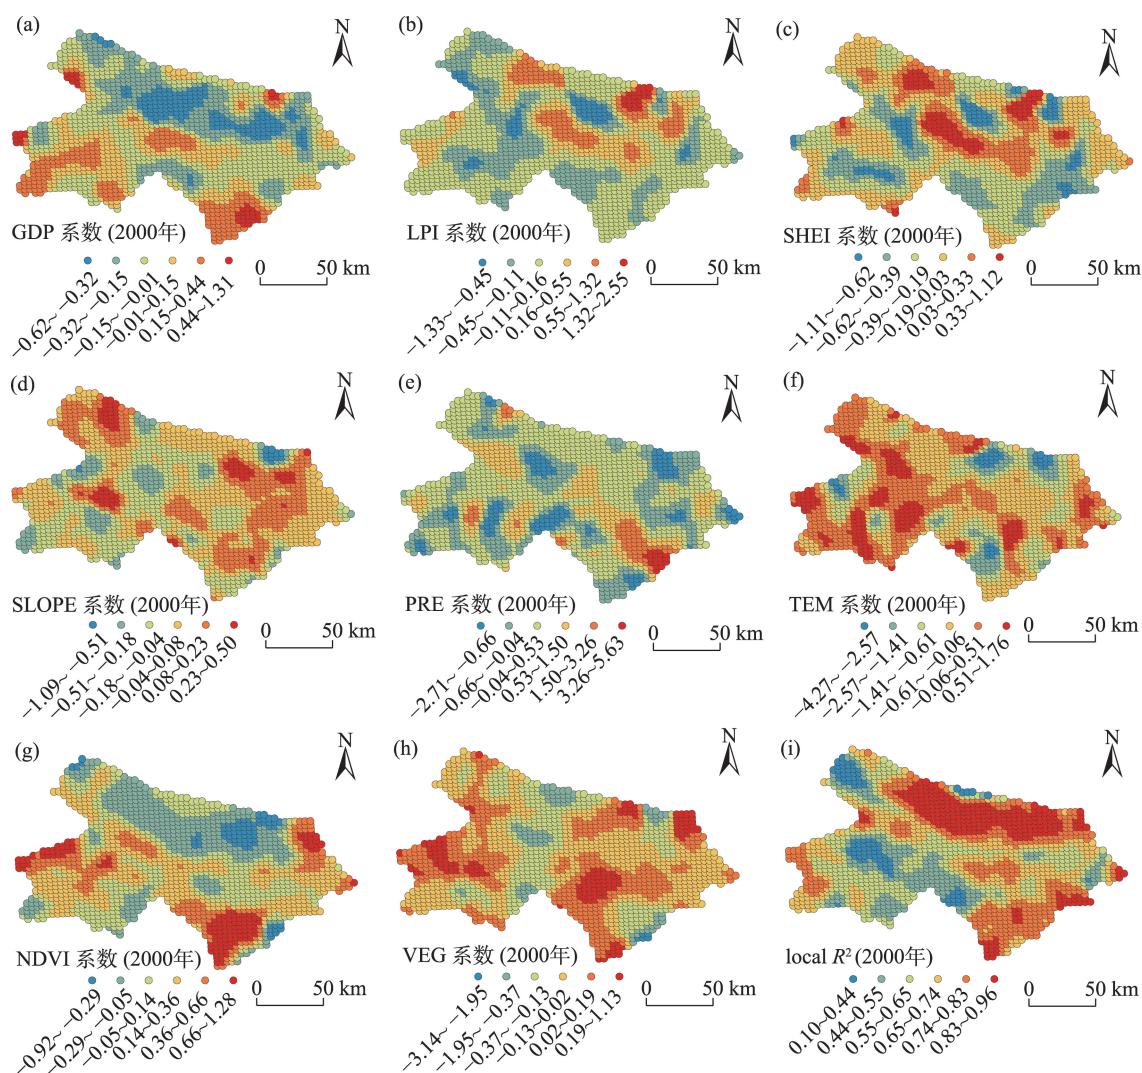 (a)
N
GDP 系数 (2000年)
−0.62~ −0.32
−0.32~ −0.15
−0.15~ −0.01
−0.01~0.15
0.15~0.44
0.44~1.31
0 50 km
(b)
N
LPI 系数 (2000年)
−1.33~ −0.45
−0.45~ −0.11
−0.11~0.16
0.16~0.55
0.55~1.32
1.32~2.55
0 50 km
(c)
N
SHEI 系数 (2000年)
−1.11~ −0.62
−0.62~ −0.39
−0.39~ −0.19
−0.19~0.03
0.03~0.33
0.33~1.12
0 50 km
(d)
N
SLOPE 系数 (2000年)
−1.09~ −0.51
−0.51~ −0.18
−0.18~ −0.04
−0.04~0.08
0.08~0.23
0.23~0.50
0 50 km
(e)
N
PRE 系数 (2000年)
−2.71~ −0.66
−0.66~ −0.04
−0.04~0.53
0.53~1.50
1.50~3.26
3.26~5.63
0 50 km
(f)
N
TEM 系数 (2000年)
−4.27~ −2.57
−2.57~ −1.41
−1.41~ −0.61
−0.61~ −0.06
−0.06~0.51
0.51~1.76
0 50 km
(g)
N
NDVI 系数 (2000年)
−0.92~ −0.29
−0.29~ −0.05
−0.05~0.14
0.14~0.36
0.36~0.66
0.66~1.28
0 50 km
(h)
N
VEG 系数 (2000年)
−3.14~ −1.95
−1.95~ −0.37
−0.37~ −0.13
−0.13~0.02
0.02~0.19
0.19~1.13
0 50 km
(i)
N
local R² (2000年)
0.10~0.44
0.44~0.55
0.55~0.65
0.65~0.74
0.74~0.83
0.83~0.96
0 50 km